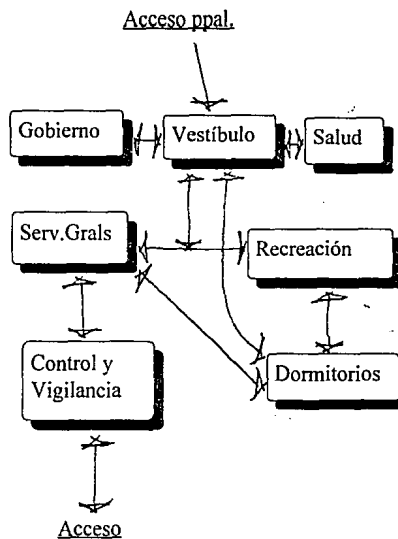 Acceso ppal.
Gobierno
Vestíbulo
Salud
Serv.Grals
Recreación
Control y
Vigilancia
Dormitorios
Acceso